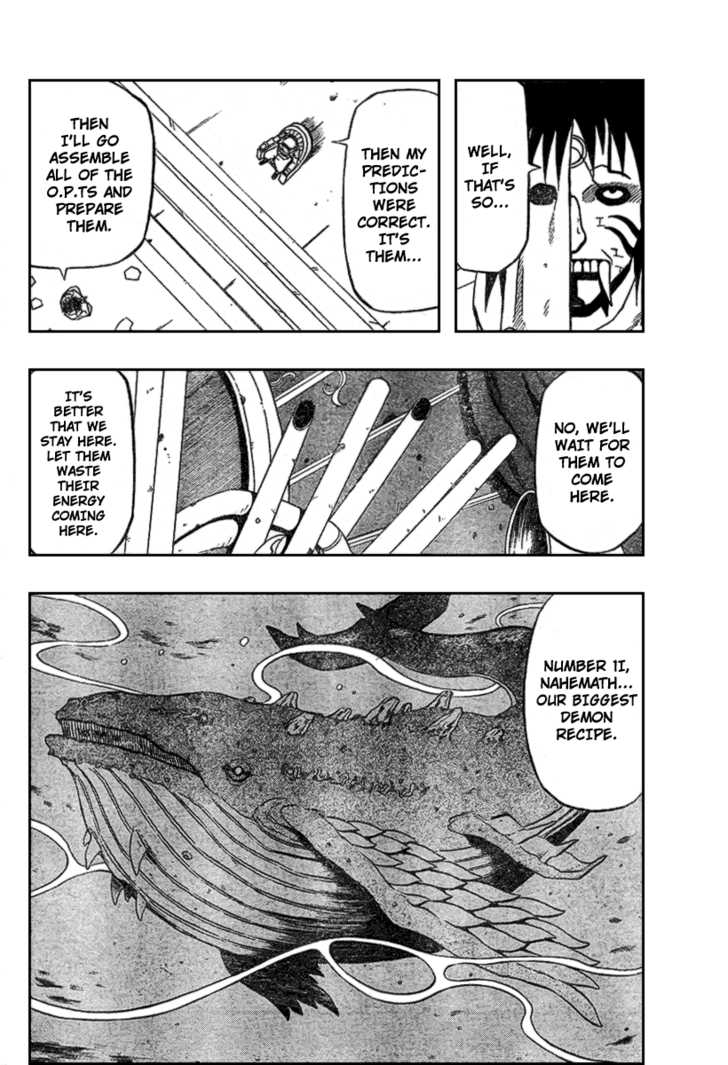 WELL,
IF
THAT'S
SO...
THEN MY
PREDIC-
TIONS
WERE
CORRECT.
IT'S
THEM...
THEN
I'LL GO
ASSEMBLE
ALL OF THE
O.P.TS AND
PREPARE
THEM.
NO, WE'LL
WAIT FOR
THEM TO
COME
HERE.
IT'S
BETTER
THAT WE
STAY HERE.
LET THEM
WASTE
THEIR
ENERGY
COMING
HERE.
NUMBER 1I,
NAHEMATH...
OUR BIGGEST
DEMON
RECIPE.